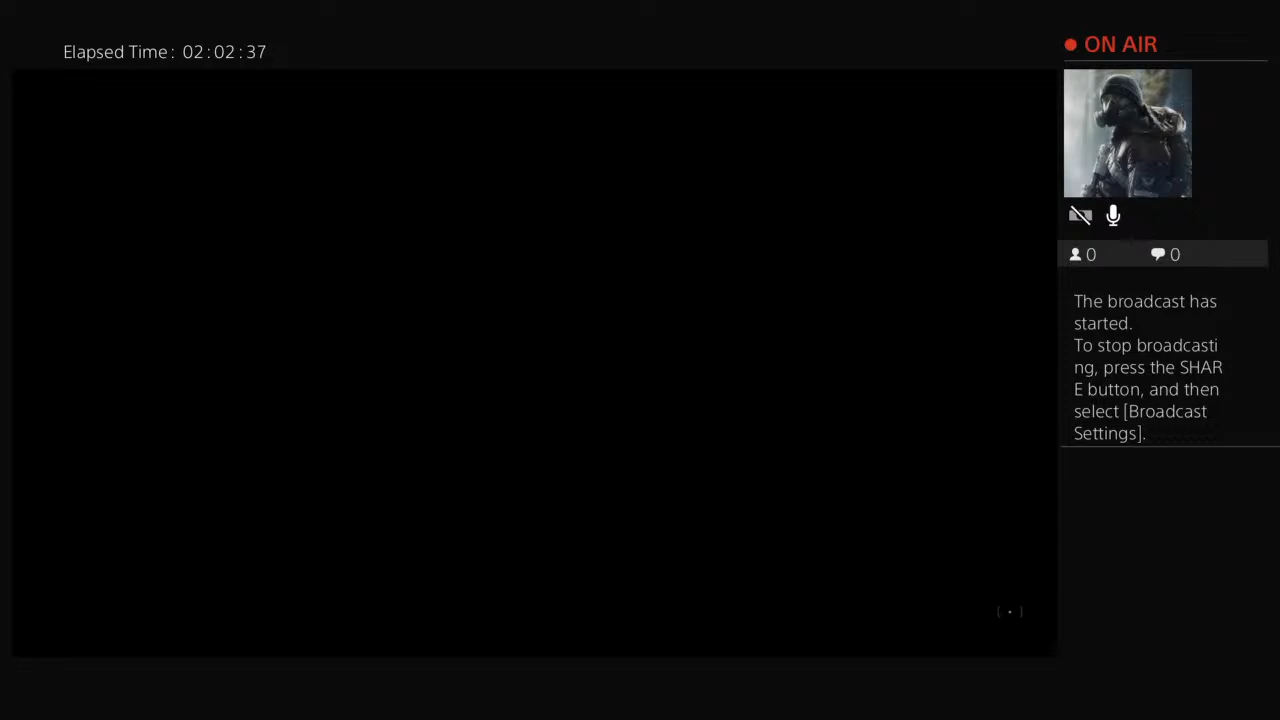 Elapsed Time: 02:02:37
ON AIR
0 0
The broadcast has
started.
To stop broadcasti
ng, press the SHAR
E button, and then
select [Broadcast
Settings].